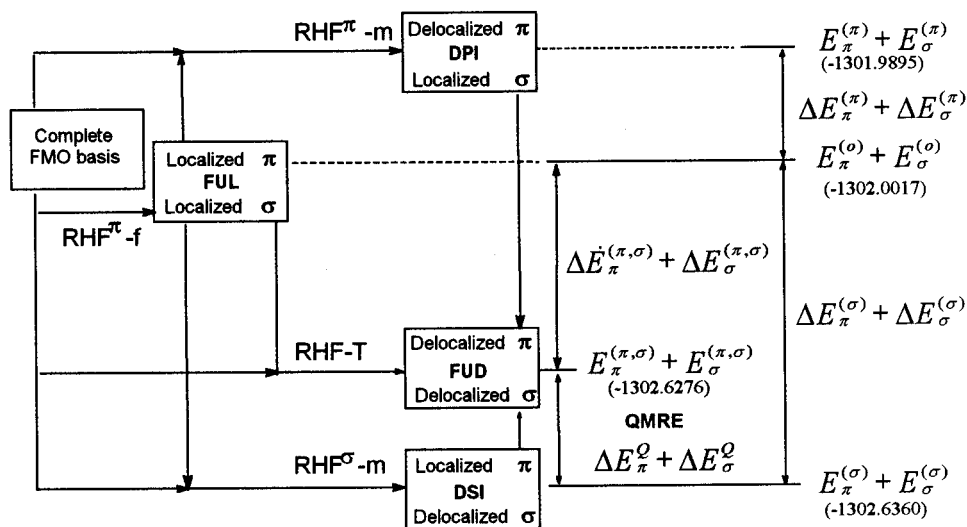 RHF^π -m
Delocalized π
DPI
Localized σ
E_π^(π) + E_σ^(π)
(-1301.9895)
ΔE_π^(π) + ΔE_σ^(π)
Complete
FMO basis
Localized π
FUL
Localized σ
E_π^(o) + E_σ^(o)
(-1302.0017)
RHF^π -f
ΔĖ_π^(π,σ) + ΔE_σ^(π,σ)
ΔE_π^(σ) + ΔE_σ^(σ)
RHF-T
Delocalized π
FUD
Delocalized σ
E_π^(π,σ) + E_σ^(π,σ)
(-1302.6276)
QMRE
ΔE_π^Q + ΔE_σ^Q
RHF^σ -m
Localized π
DSI
Delocalized σ
E_π^(σ) + E_σ^(σ)
(-1302.6360)